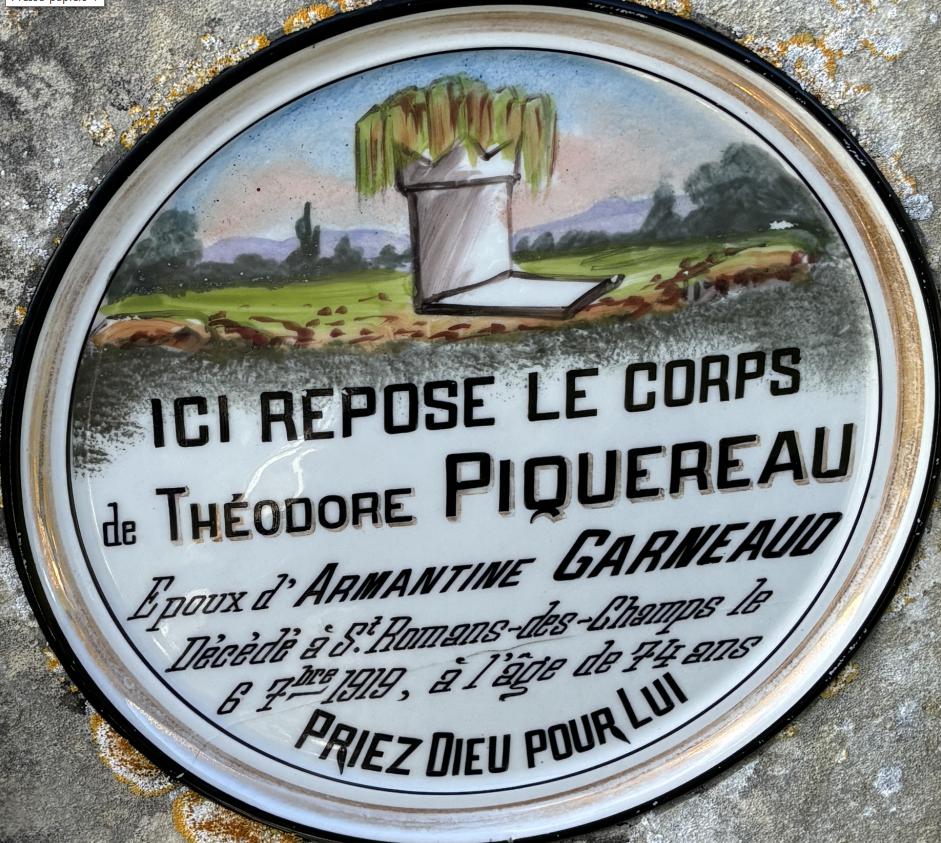 ICI REPOSE LE CORPS
de THÉODORE PIQUEREAU
Epoux d'ARMANTINE GARNEAUD
Décédé à St. Romans-des-Champs le
6 7bre 1919, à l'âge de 74 ans
PRIEZ DIEU POUR LUI